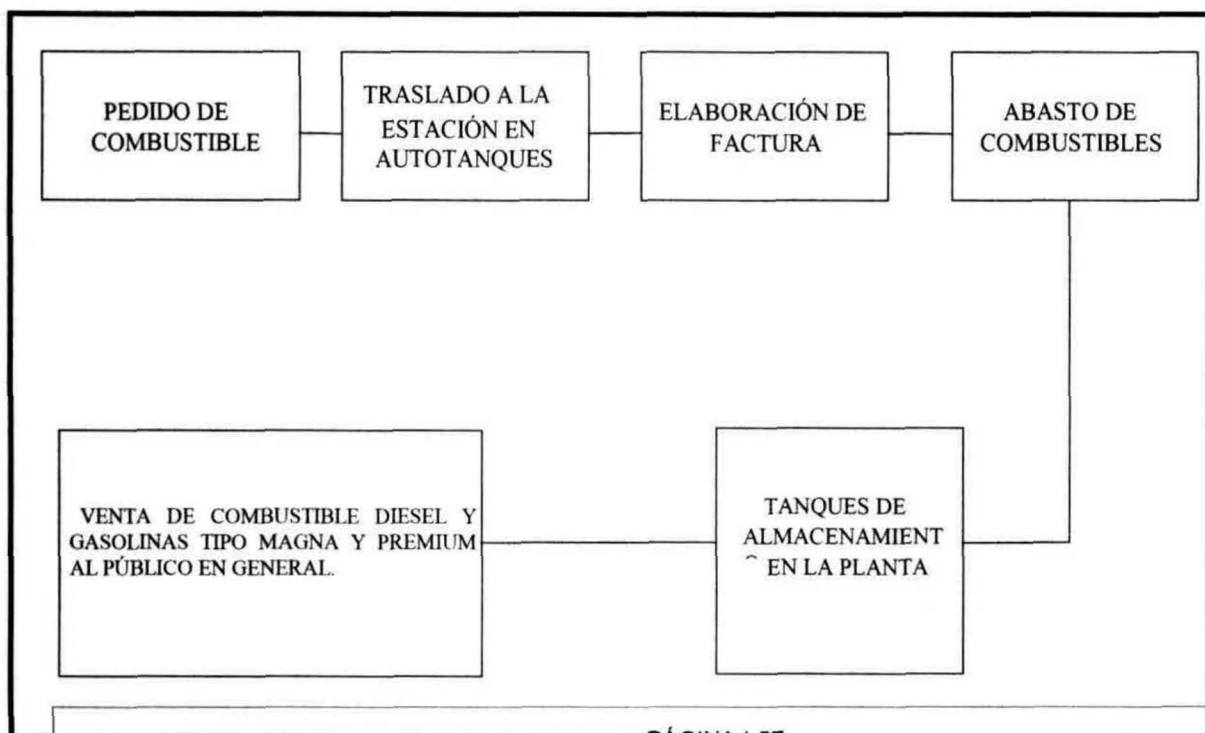 PEDIDO DE
COMBUSTIBLE
TRASLADO A LA
ESTACIÓN EN
AUTOTANQUES
ELABORACIÓN DE
FACTURA
ABASTO DE
COMBUSTIBLES
VENTA DE COMBUSTIBLE DIESEL Y
GASOLINAS TIPO MAGNA Y PREMIUM
AL PÚBLICO EN GENERAL.
TANQUES DE
ALMACENAMIENT
EN LA PLANTA